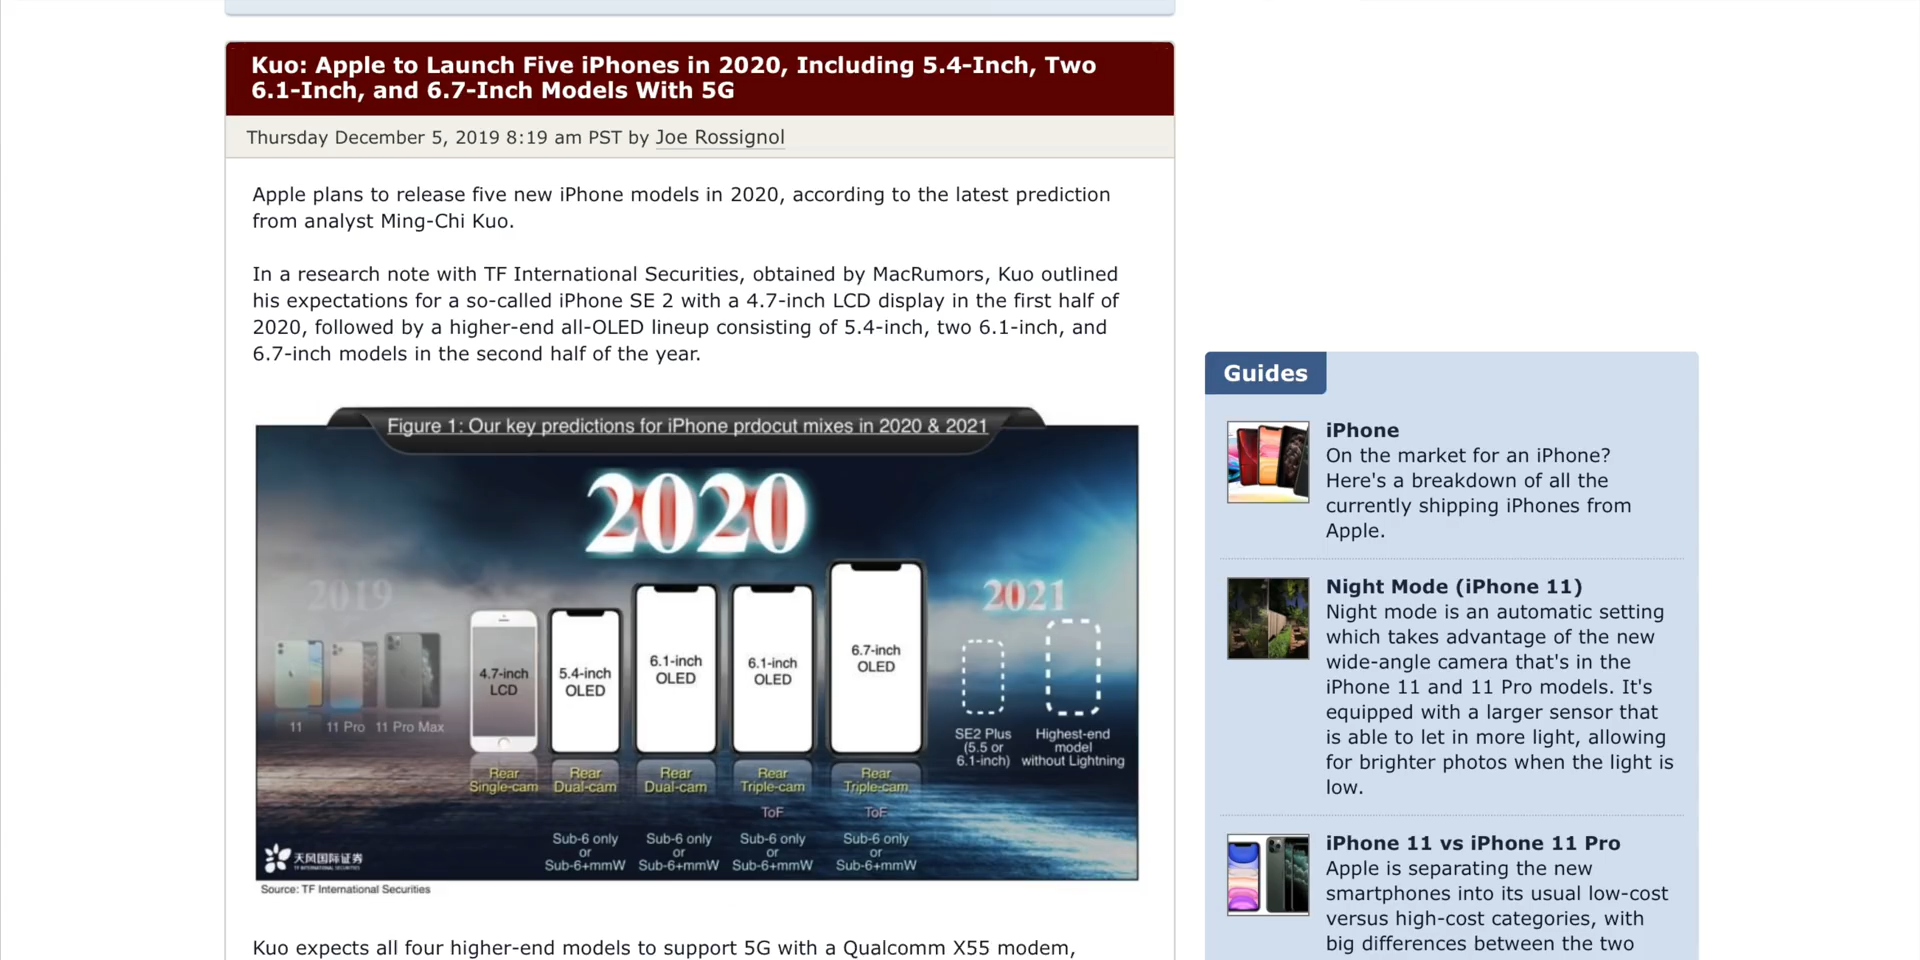 Kuo: Apple to Launch Five iPhones in 2020, Including 5.4-Inch, Two
6.1-Inch, and 6.7-Inch Models With 5G
Thursday December 5, 2019 8:19 am PST by Joe Rossignol
Apple plans to release five new iPhone models in 2020, according to the latest prediction
from analyst Ming-Chi Kuo.
In a research note with TF International Securities, obtained by MacRumors, Kuo outlined
his expectations for a so-called iPhone SE 2 with a 4.7-inch LCD display in the first half of
2020, followed by a higher-end all-OLED lineup consisting of 5.4-inch, two 6.1-inch, and
6.7-inch models in the second half of the year.
Figure 1: Our key predictions for iPhone prdocut mixes in 2020 & 2021
2020
2019
2021
11
11 Pro
11 Pro Max
4.7-inch
LCD
5.4-inch
OLED
6.1-inch
OLED
6.1-inch
OLED
6.7-inch
OLED
SE2 Plus
(5.5 or
6.1-inch)
Highest-end
model
without Lightning
Rear
Single-cam
Rear
Dual-cam
Rear
Dual-cam
Rear
Triple-cam
Rear
Triple-cam
ToF
ToF
Sub-6 only
or
Sub-6+mmW
Sub-6 only
or
Sub-6+mmW
Sub-6 only
or
Sub-6+mmW
Sub-6 only
or
Sub-6+mmW
天风国际证券
TF INTERNATIONAL SECURITIES
Source: TF International Securities
Kuo expects all four higher-end models to support 5G with a Qualcomm X55 modem,
Guides
iPhone
On the market for an iPhone?
Here's a breakdown of all the
currently shipping iPhones from
Apple.
Night Mode (iPhone 11)
Night mode is an automatic setting
which takes advantage of the new
wide-angle camera that's in the
iPhone 11 and 11 Pro models. It's
equipped with a larger sensor that
is able to let in more light, allowing
for brighter photos when the light is
low.
iPhone 11 vs iPhone 11 Pro
Apple is separating the new
smartphones into its usual low-cost
versus high-cost categories, with
big differences between the two